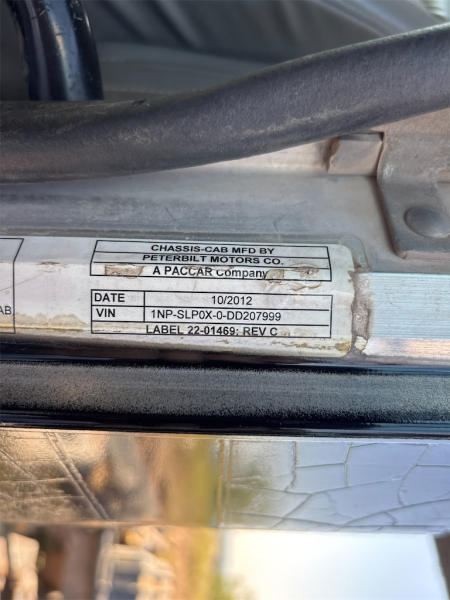 CHASSIS-CAB MFD BY
PETERBILT MOTORS CO.
A PACCAR Company
DATE 10/2012
VIN 1NP-SLP0X-0-DD207999
LABEL 22-01469; REV C
AB